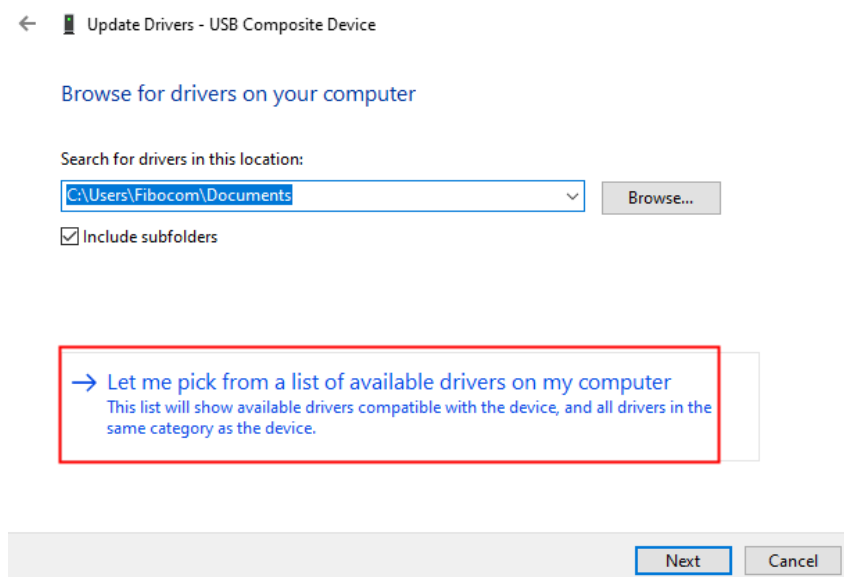 Update Drivers - USB Composite Device
Browse for drivers on your computer
Search for drivers in this location:
C:\Users\Fibocom\Documents
Browse...
Include subfolders
Let me pick from a list of available drivers on my computer
This list will show available drivers compatible with the device, and all drivers in the
same category as the device.
Next
Cancel